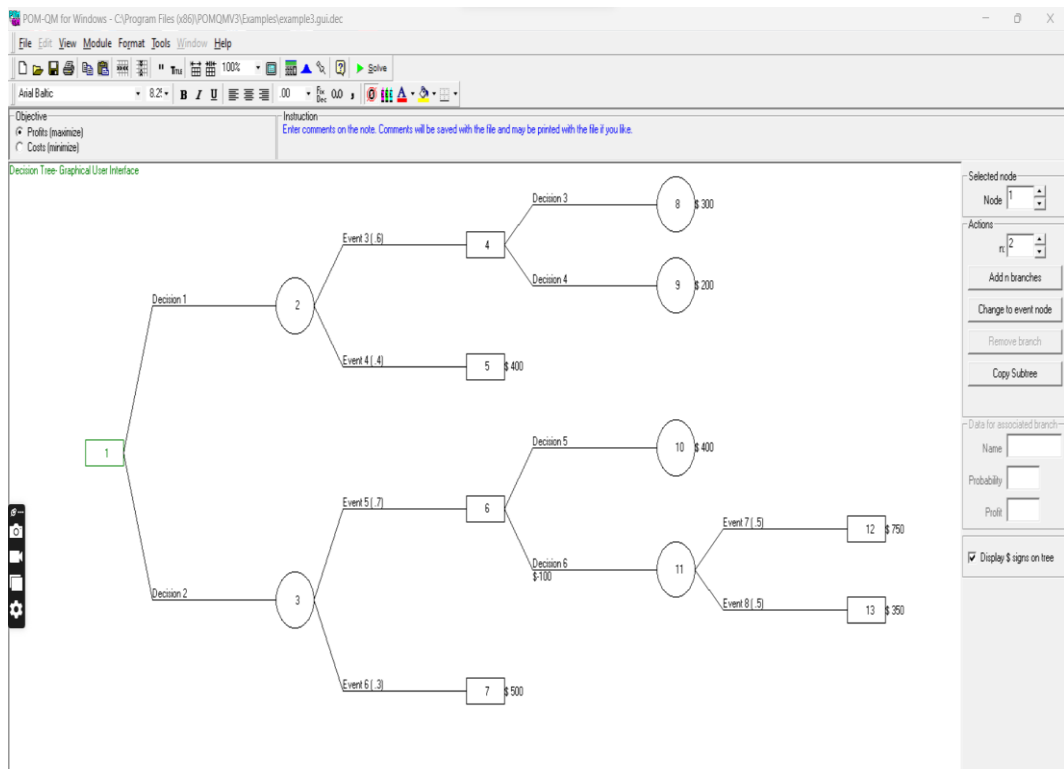 POM-QM for Windows - C:\Program Files (x86)\POMQMV3\Examples\example3.gui.dec
File Edit View Module Format Tools Window Help
100% Solve
Arial Baltic 8.2! B I U .00 Fix Dec 0.0 ,
Objective
Profits (maximize)
Costs (minimize)
Instruction
Enter comments on the note. Comments will be saved with the file and may be printed with the file if you like.
Decision Tree- Graphical User Interface
Decision 3
8 $ 300
Event 3 (.6)
4
Decision 4
9 $ 200
Decision 1
2
Event 4 (.4)
5 $ 400
1
Decision 5
10 $ 400
Event 5 (.7)
6
Event 7 (.5)
12 $ 750
Decision 6
$-100
11
Event 8 (.5)
13 $ 350
Decision 2
3
Event 6 (.3)
7 $ 500
Selected node
Node 1
Actions
n: 2
Add n branches
Change to event node
Remove branch
Copy Subtree
Data for associated branch
Name
Probability
Profit
Display $ signs on tree